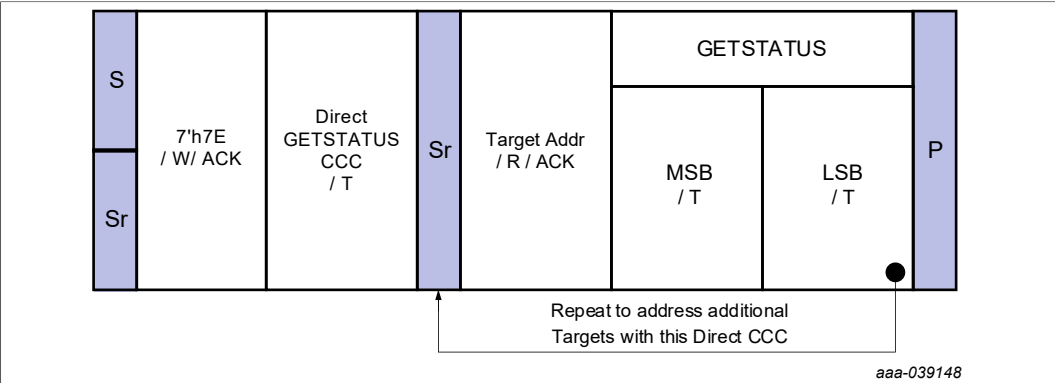 S
Sr
7'h7E
/ W/ ACK
Direct
GETSTATUS
CCC
/ T
Sr
Target Addr
/ R / ACK
GETSTATUS
MSB
/ T
LSB
/ T
P
Repeat to address additional
Targets with this Direct CCC
aaa-039148